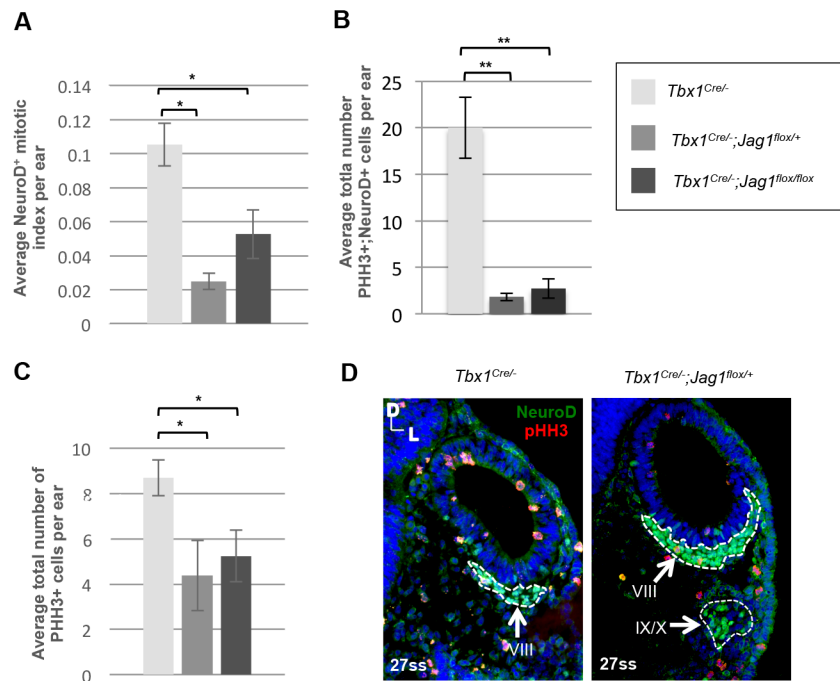 A
Average NeuroD+ mitotic
index per ear
0.14
0.12
0.1
0.08
0.06
0.04
0.02
0
*
*
B
Average totla number
PHH3+;NeuroD+ cells per ear
25
20
15
10
5
0
**
**
Tbx1Cre/-
Tbx1Cre/-;Jag1flox/+
Tbx1Cre/-;Jag1flox/flox
C
Average total number of
PHH3+ cells per ear
10
8
6
4
2
0
*
*
D
Tbx1Cre/-
Tbx1Cre/-;Jag1flox/+
D
L
NeuroD
pHH3
VIII
27ss
VIII
IX/X
27ss